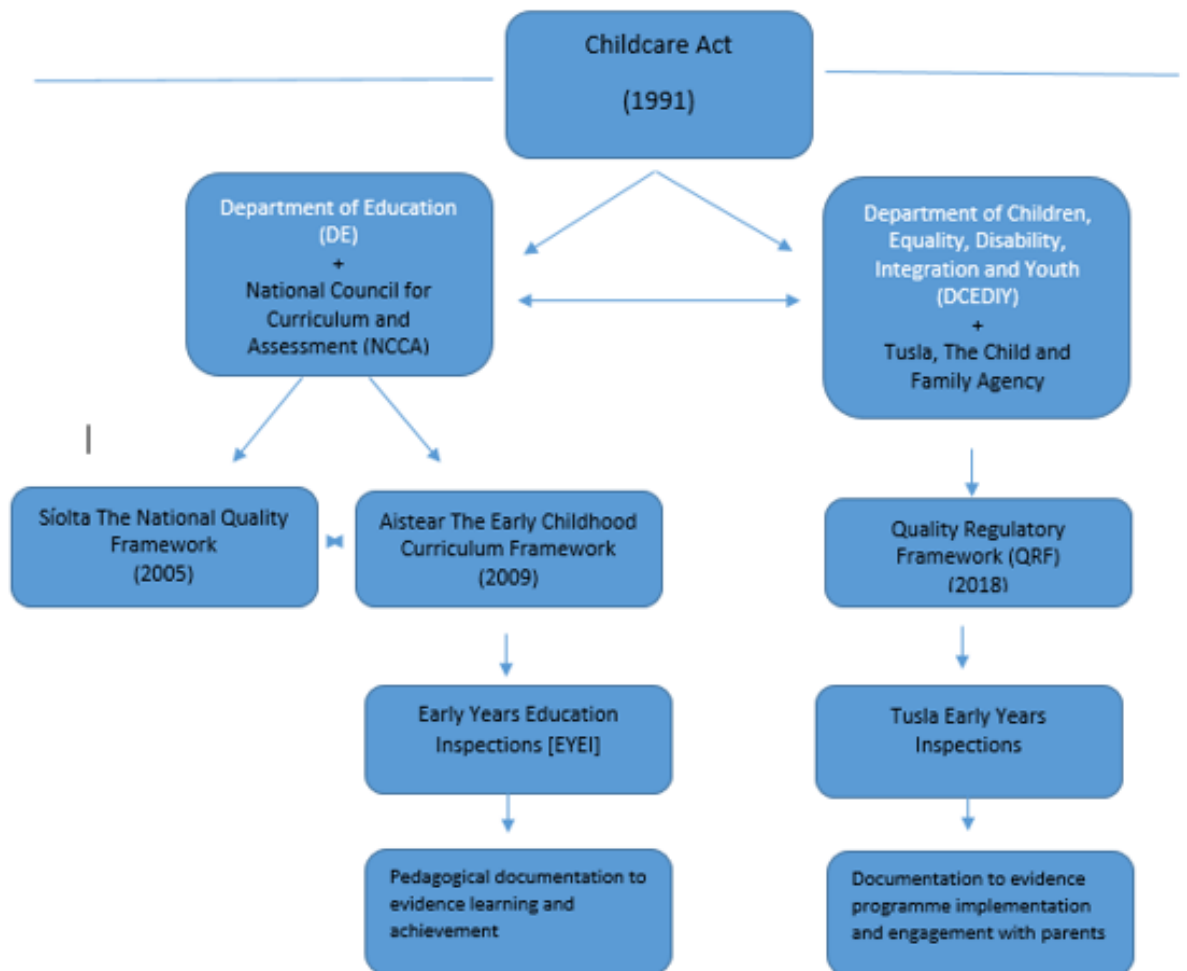 Childcare Act
(1991)
Department of Education
(DE)
+
National Council for
Curriculum and
Assessment (NCCA)
Department of Children,
Equality, Disability,
Integration and Youth
(DCEDIY)
+
Tusla, The Child and
Family Agency
Síolta The National Quality
Framework
(2005)
Aistear The Early Childhood
Curriculum Framework
(2009)
Quality Regulatory
Framework (QRF)
(2018)
Early Years Education
Inspections [EYEI]
Tusla Early Years
Inspections
Pedagogical documentation to
evidence learning and
achievement
Documentation to evidence
programme implementation
and engagement with parents